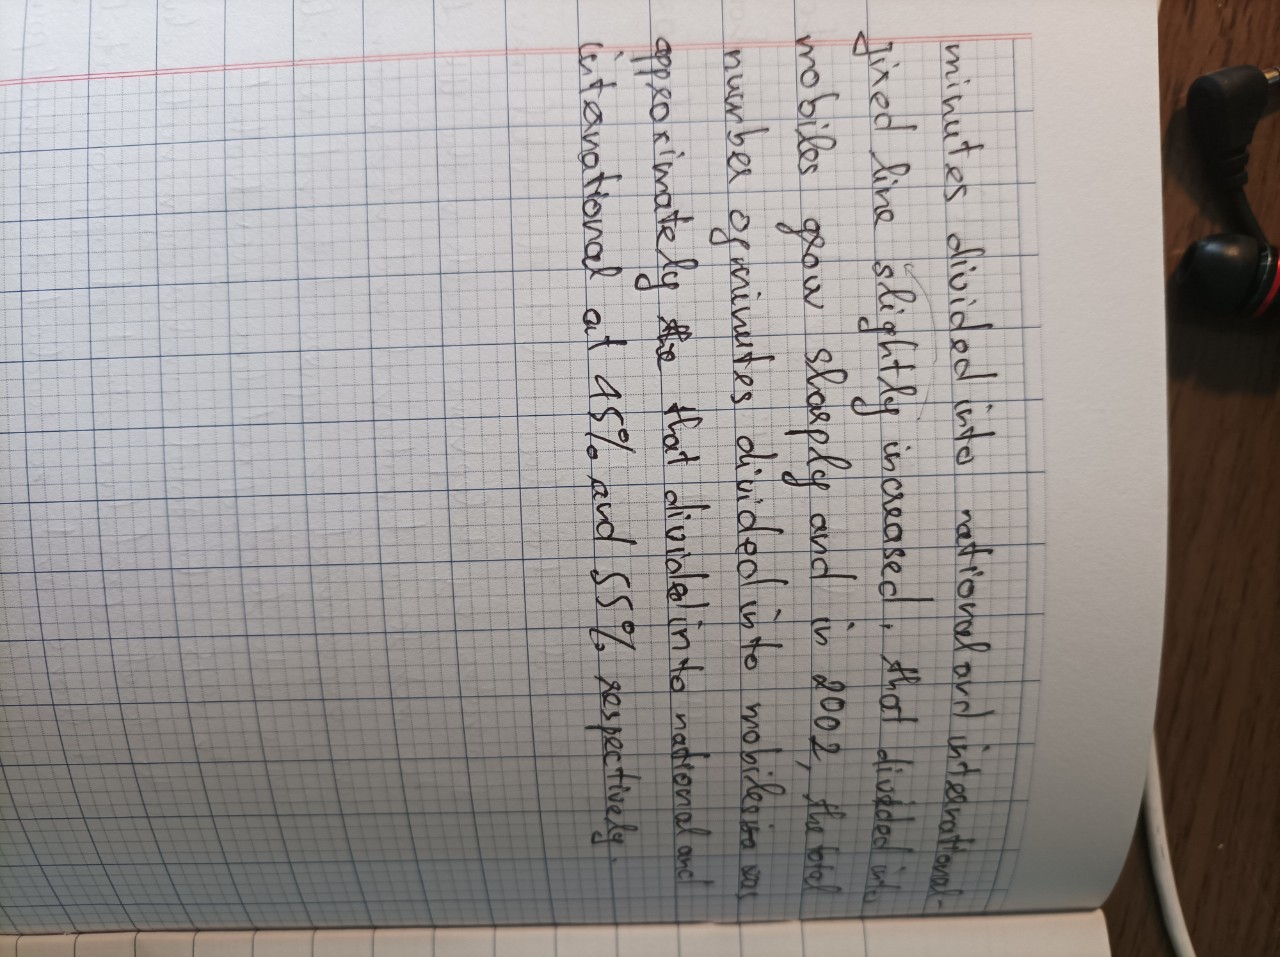 minutes divided into national and international-
fixed line slightly increased, that divided into
mobiles grow sharply and in 2002, the total
number of minutes divided into mobiles was
approximately that divided into national and
international at 45% and 55% respectively.